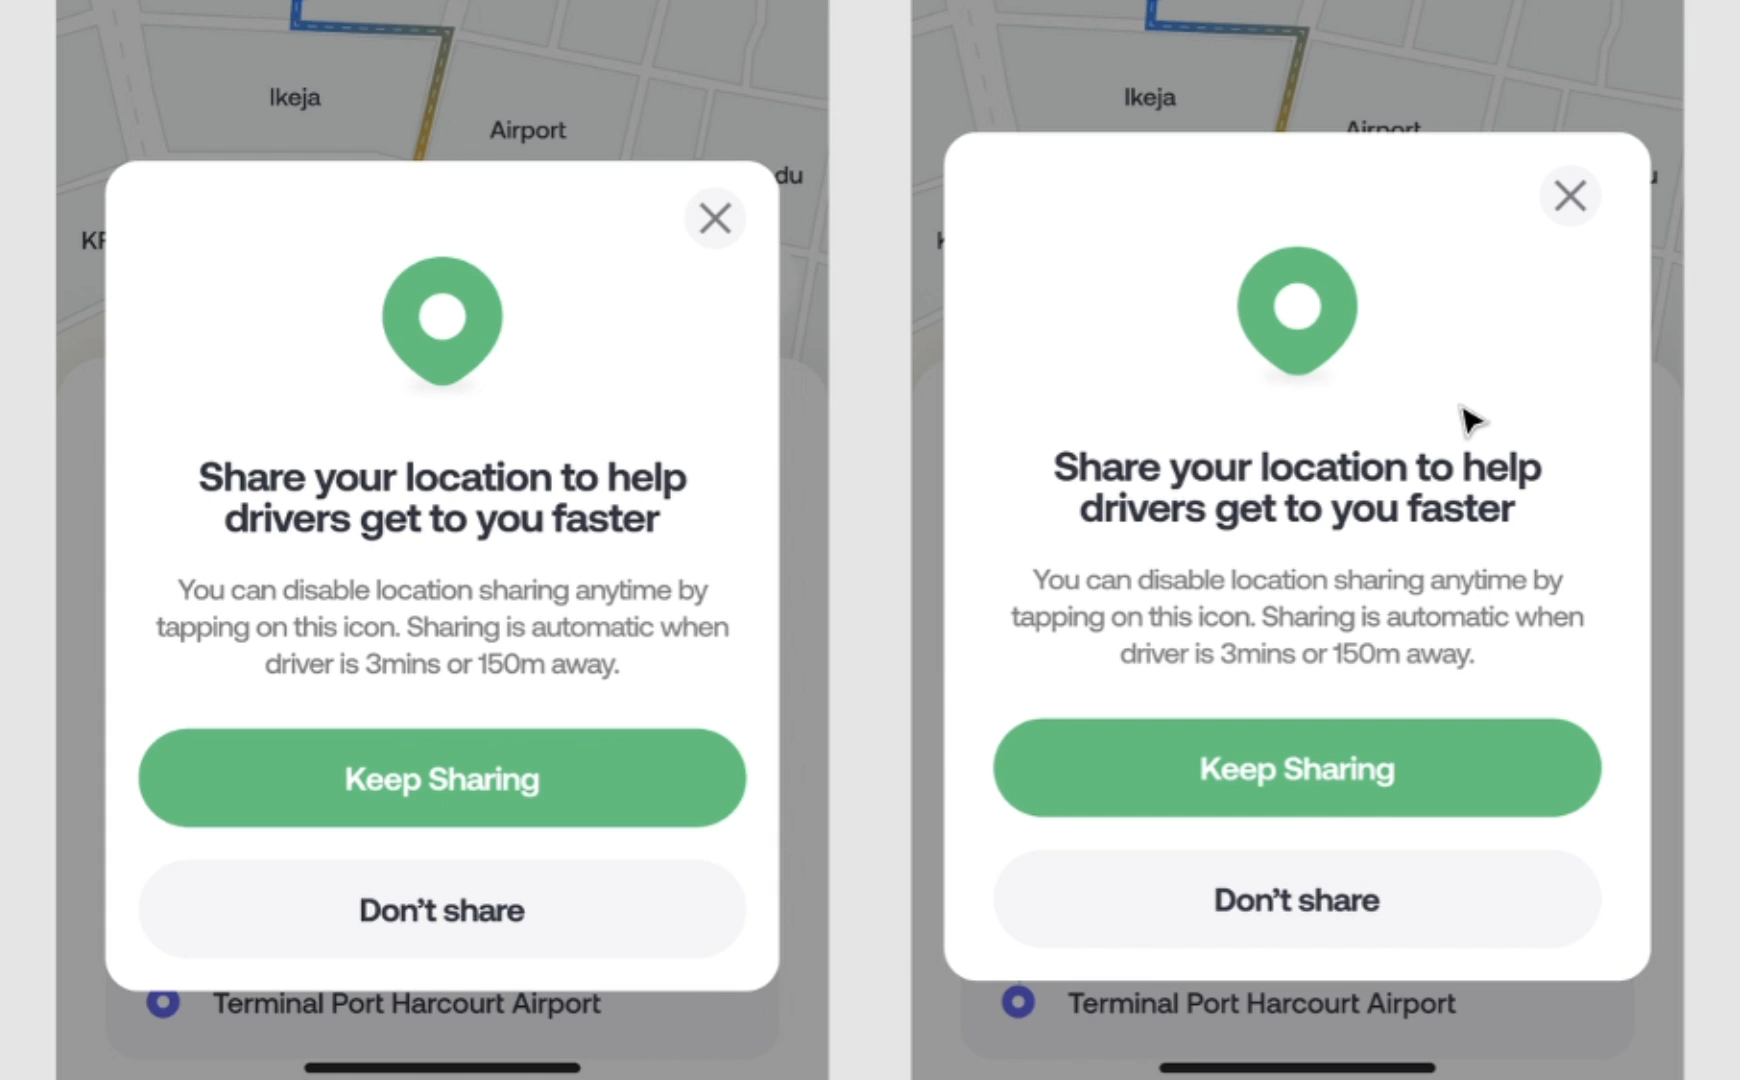 Ikeja
Airport
du
KF
Share your location to help
drivers get to you faster
You can disable location sharing anytime by
tapping on this icon. Sharing is automatic when
driver is 3mins or 150m away.
Keep Sharing
Don’t share
Terminal Port Harcourt Airport
Ikeja
Airport
Share your location to help
drivers get to you faster
You can disable location sharing anytime by
tapping on this icon. Sharing is automatic when
driver is 3mins or 150m away.
Keep Sharing
Don’t share
Terminal Port Harcourt Airport